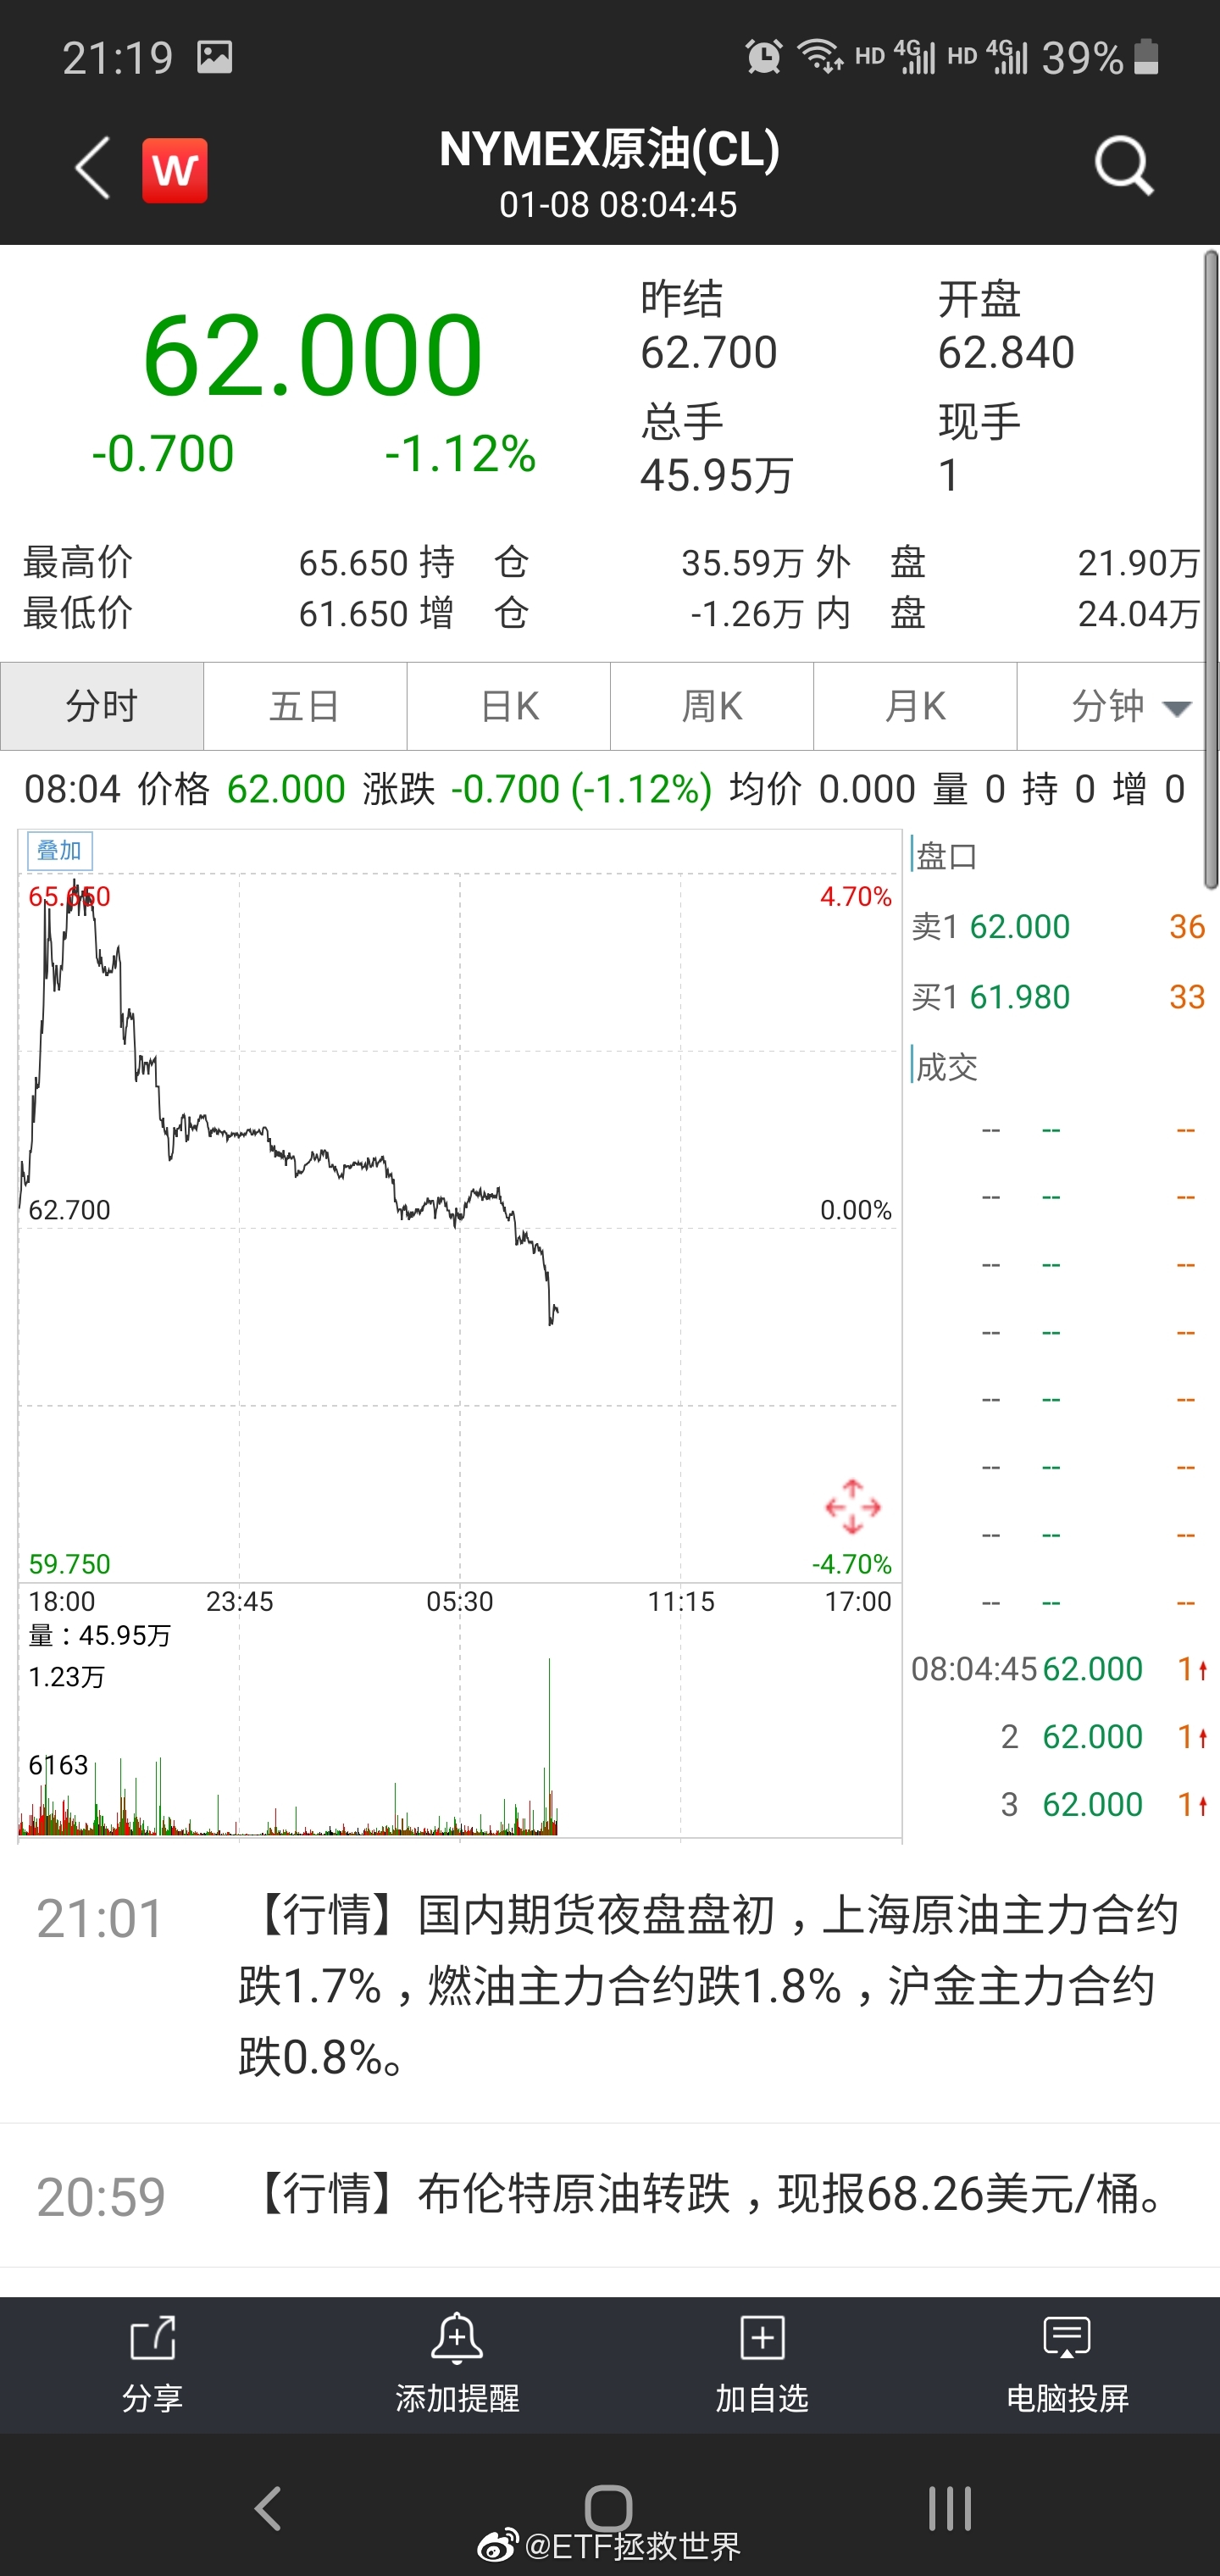 21:19 HD 4G HD 4G 39%
W
NYMEX原油(CL)
01-08 08:04:45
62.000
-0.700 -1.12%
昨结 开盘
62.700 62.840
总手 现手
45.95万 1
最高价 65.650 持 仓 35.59万 外 盘 21.90万
最低价 61.650 增 仓 -1.26万 内 盘 24.04万
分时 五日 日K 周K 月K 分钟
08:04 价格 62.000 涨跌 -0.700 (-1.12%) 均价 0.000 量 0 持 0 增 0
叠加
65.650 4.70%
62.700 0.00%
59.750 -4.70%
18:00 23:45 05:30 11:15 17:00
量：45.95万
1.23万
6163
盘口
卖1 62.000 36
买1 61.980 33
成交
-- -- --
-- -- --
-- -- --
-- -- --
-- -- --
-- -- --
-- -- --
-- -- --
08:04:45 62.000 1↑
2 62.000 1↑
3 62.000 1↑
21:01 【行情】国内期货夜盘盘初，上海原油主力合约
跌1.7%，燃油主力合约跌1.8%，沪金主力合约
跌0.8%。
20:59 【行情】布伦特原油转跌，现报68.26美元/桶。
分享 添加提醒 加自选 电脑投屏
@ETF拯救世界